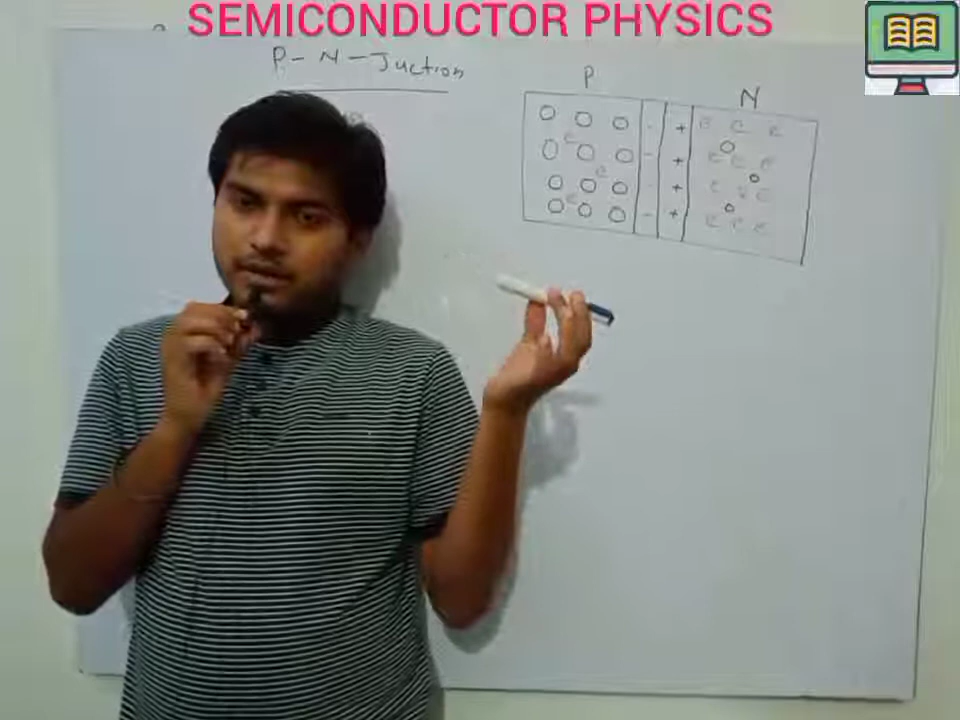 SEMICONDUCTOR PHYSICS
P-N-Juction
P
N
- +
- +
- +
- +
e e e
e e e e
e e e e
e e e e